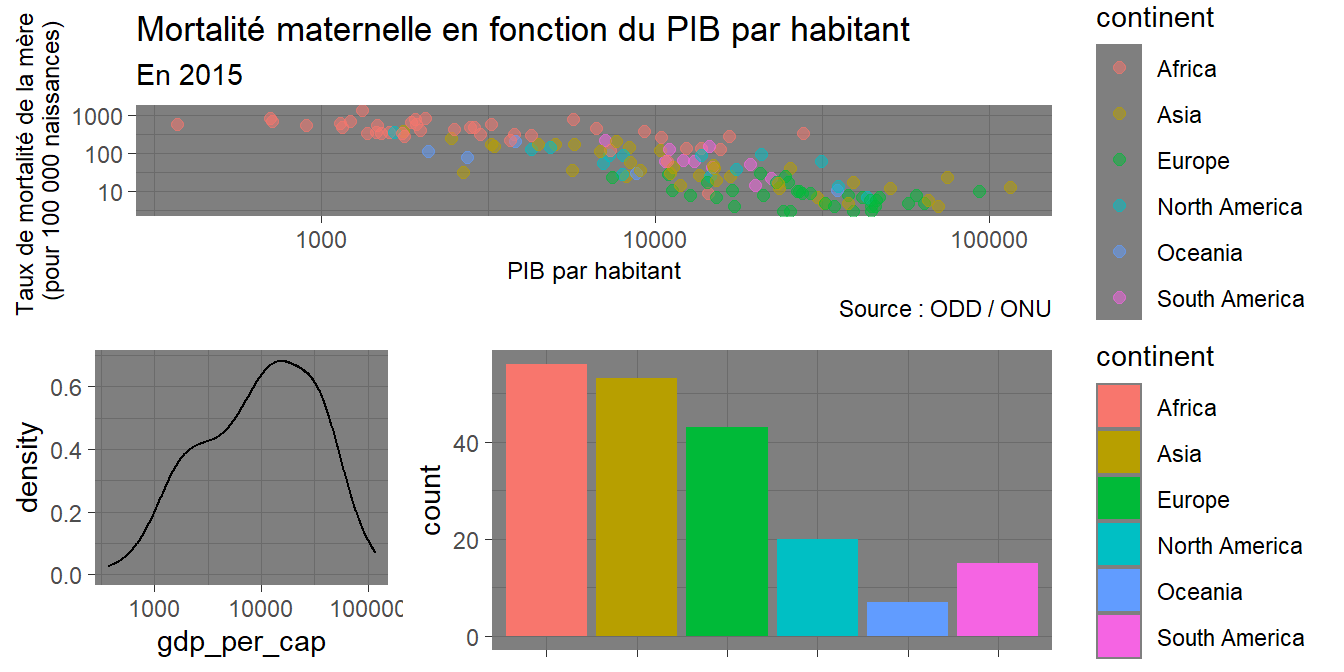 Mortalité maternelle en fonction du PIB par habitant
En 2015
Taux de mortalité de la mère
(pour 100 000 naissances)
1000
100
10
1000
10000
100000
PIB par habitant
Source : ODD / ONU
continent
Africa
Asia
Europe
North America
Oceania
South America
density
0.6
0.4
0.2
0.0
1000
10000
100000
gdp_per_cap
count
40
20
0
continent
Africa
Asia
Europe
North America
Oceania
South America